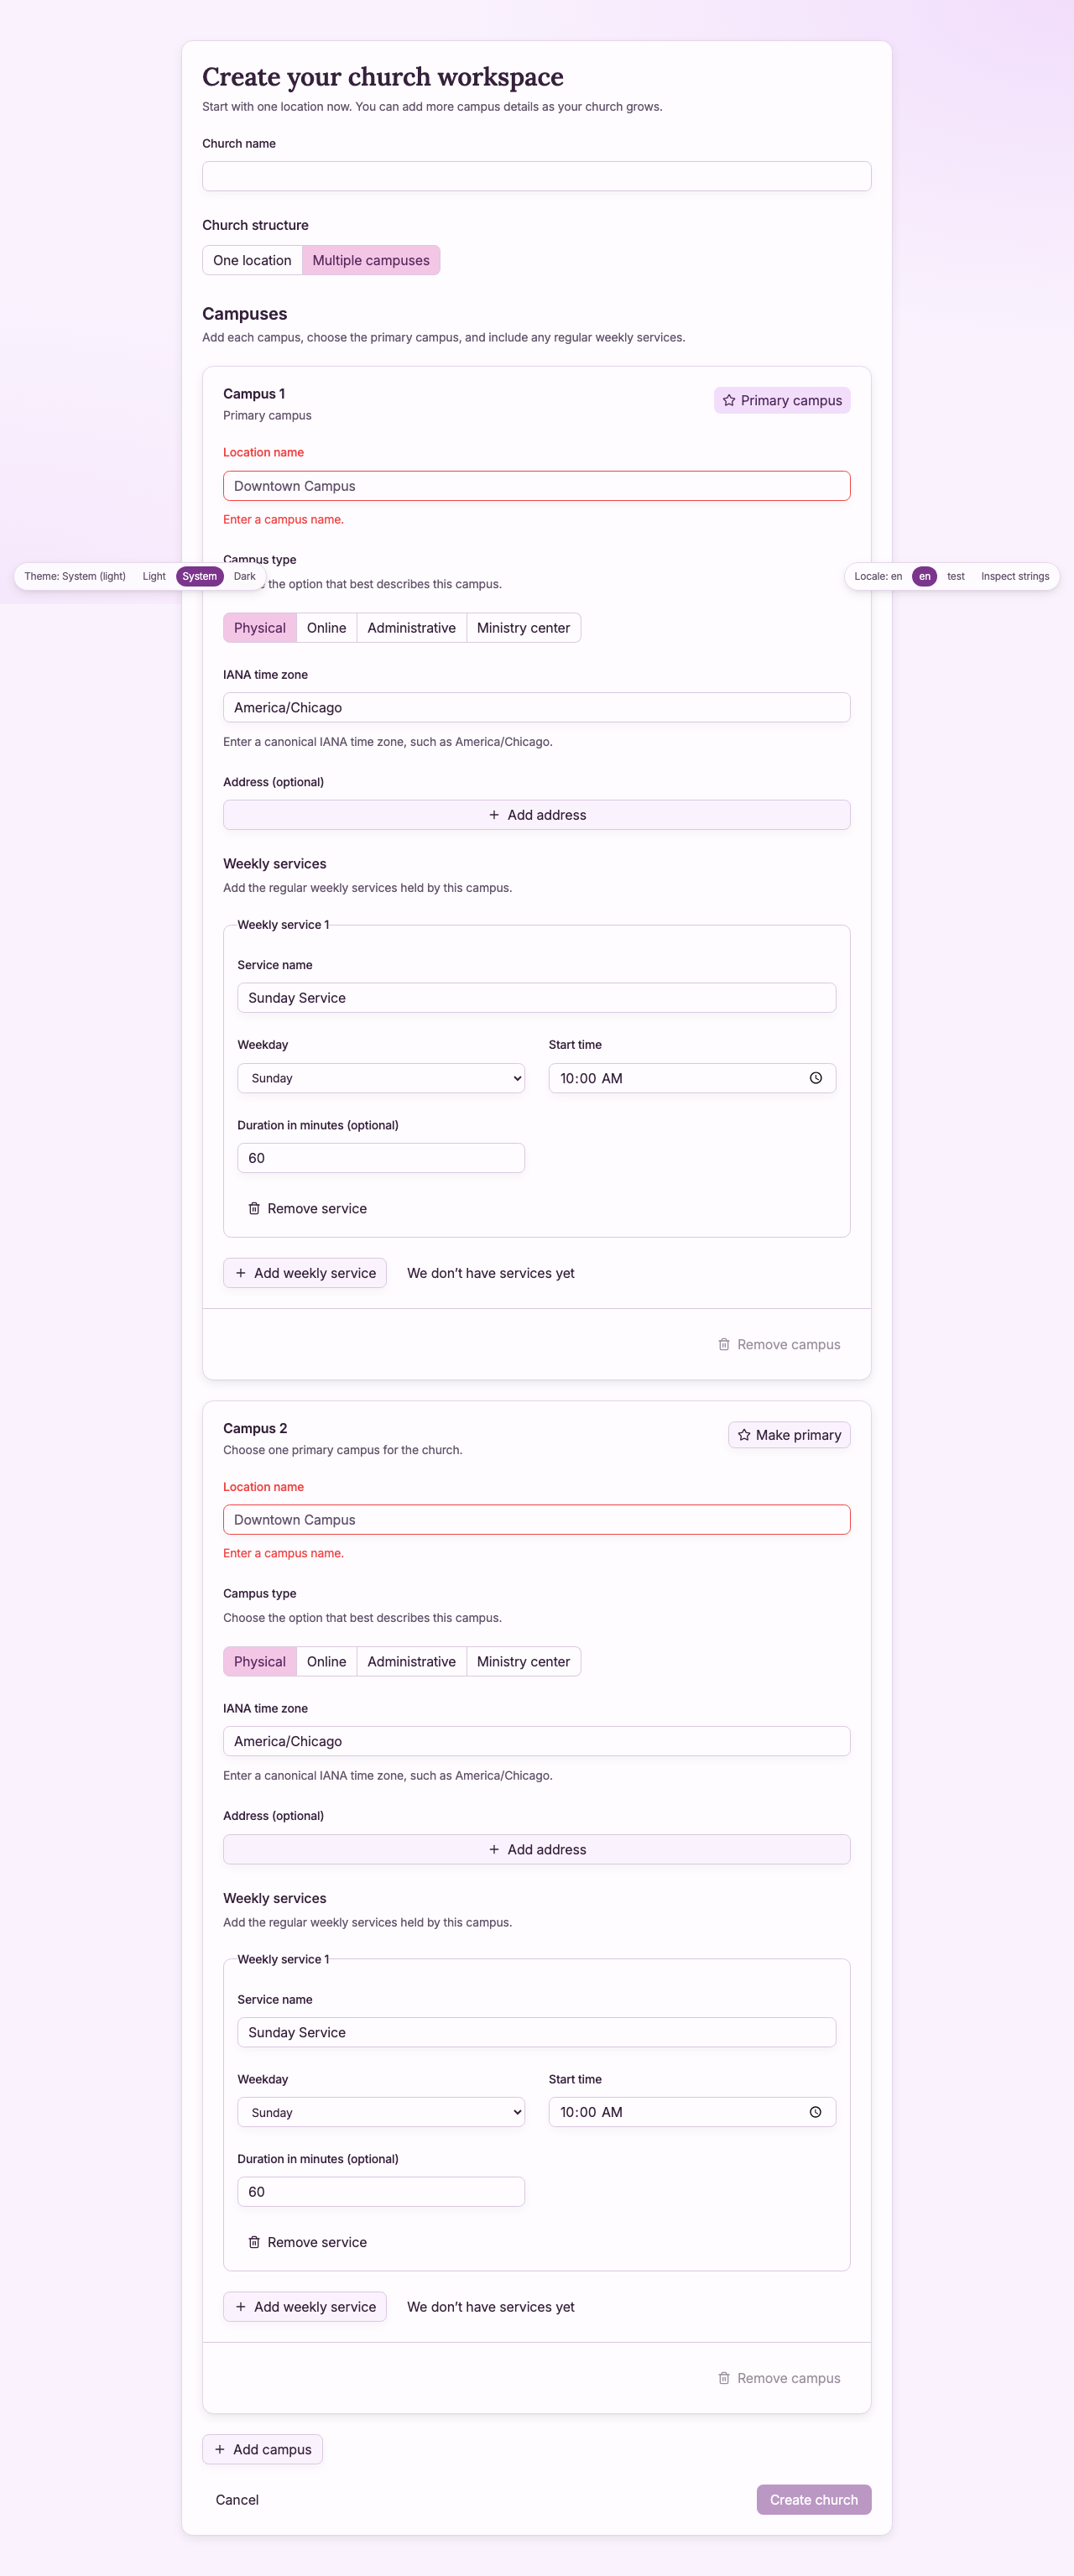 Create your church workspace
Start with one location now. You can add more campus details as your church grows.
Church name
Church structure
One location Multiple campuses
Campuses
Add each campus, choose the primary campus, and include any regular weekly services.
Campus 1
Primary campus
Primary campus
Location name
Downtown Campus
Enter a campus name.
Campus type
Theme: System (light) Light System Dark
Locale: en en test Inspect strings
the option that best describes this campus.
Physical Online Administrative Ministry center
IANA time zone
America/Chicago
Enter a canonical IANA time zone, such as America/Chicago.
Address (optional)
+ Add address
Weekly services
Add the regular weekly services held by this campus.
Weekly service 1
Service name
Sunday Service
Weekday Start time
Sunday 10:00 AM
Duration in minutes (optional)
60
Remove service
+ Add weekly service We don’t have services yet
Remove campus
Campus 2
Make primary
Choose one primary campus for the church.
Location name
Downtown Campus
Enter a campus name.
Campus type
Choose the option that best describes this campus.
Physical Online Administrative Ministry center
IANA time zone
America/Chicago
Enter a canonical IANA time zone, such as America/Chicago.
Address (optional)
+ Add address
Weekly services
Add the regular weekly services held by this campus.
Weekly service 1
Service name
Sunday Service
Weekday Start time
Sunday 10:00 AM
Duration in minutes (optional)
60
Remove service
+ Add weekly service We don’t have services yet
Remove campus
+ Add campus
Cancel Create church